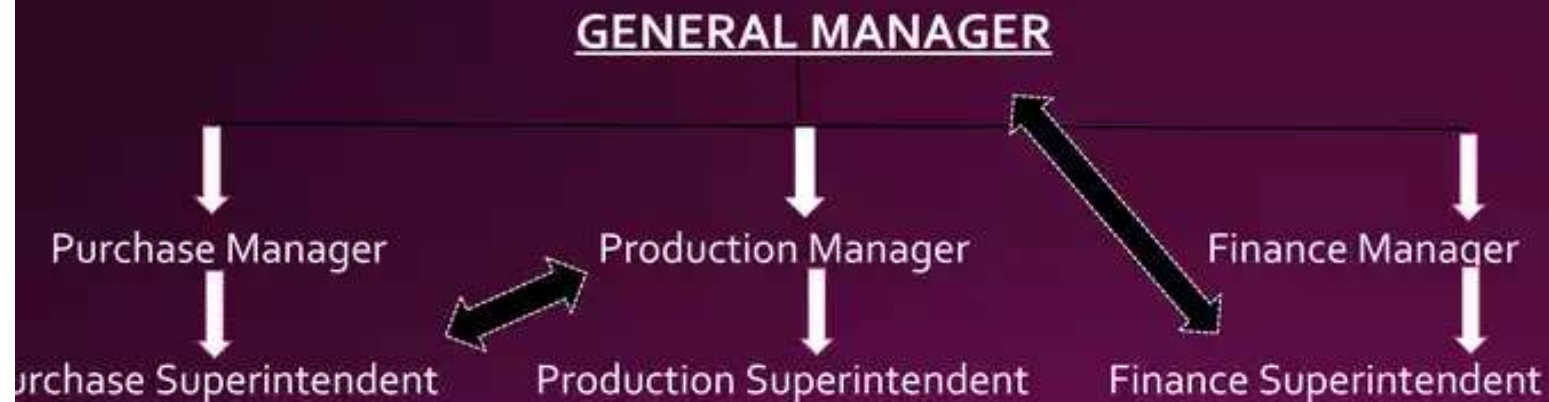 GENERAL MANAGER
Purchase Manager Production Manager Finance Manager
urchase Superintendent Production Superintendent Finance Superintendent